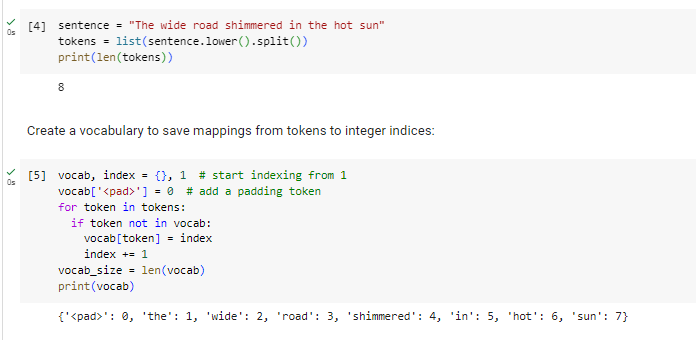 [4] sentence = "The wide road shimmered in the hot sun"
tokens = list(sentence.lower().split())
print(len(tokens))
0s
8
Create a vocabulary to save mappings from tokens to integer indices:
[5] vocab, index = {}, 1  # start indexing from 1
0s
vocab['<pad>'] = 0  # add a padding token
for token in tokens:
  if token not in vocab:
    vocab[token] = index
    index += 1
vocab_size = len(vocab)
print(vocab)
{'<pad>': 0, 'the': 1, 'wide': 2, 'road': 3, 'shimmered': 4, 'in': 5, 'hot': 6, 'sun': 7}